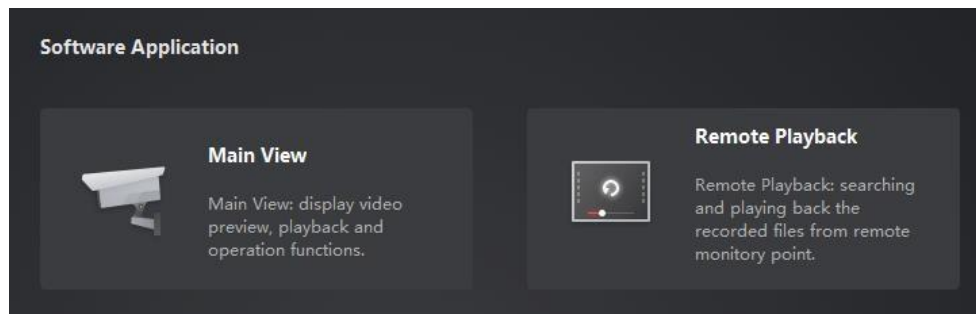 Software Application
Main View
Main View: display video
preview, playback and
operation functions.
Remote Playback
Remote Playback: searching
and playing back the
recorded files from remote
monitory point.